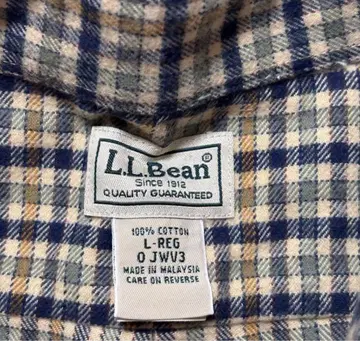 L.L.Bean®
Since 1912
QUALITY GUARANTEED
100% COTTON
L-REG
0 JWV3
MADE IN MALAYSIA
CARE ON REVERSE